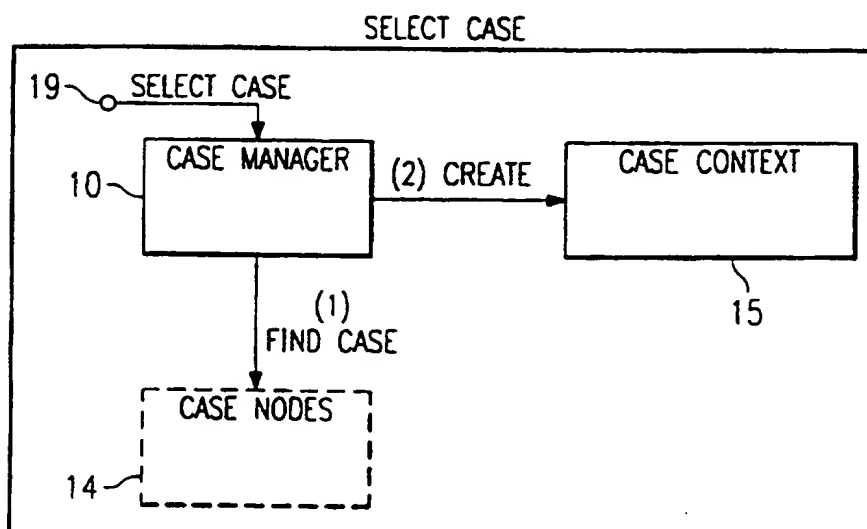 SELECT CASE
19
SELECT CASE
CASE MANAGER
10
(2) CREATE
CASE CONTEXT
15
(1)
FIND CASE
CASE NODES
14